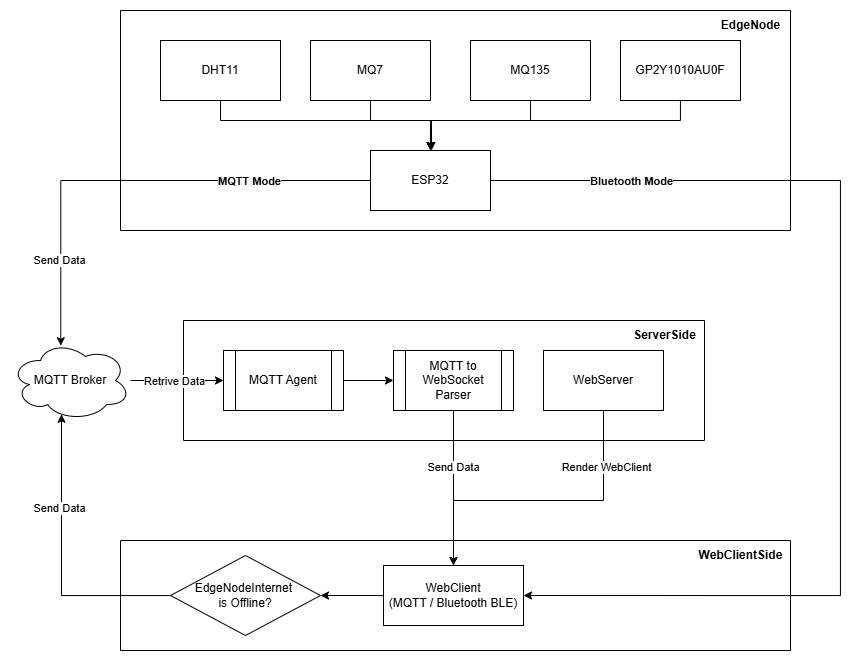 EdgeNode
DHT11
MQ7
MQ135
GP2Y1010AU0F
ESP32
MQTT Mode
Bluetooth Mode
Send Data
ServerSide
MQTT Broker
Retrive Data
MQTT Agent
MQTT to
WebSocket
Parser
WebServer
Send Data
Render WebClient
Send Data
WebClientSide
EdgeNodeInternet
is Offline?
WebClient
(MQTT / Bluetooth BLE)